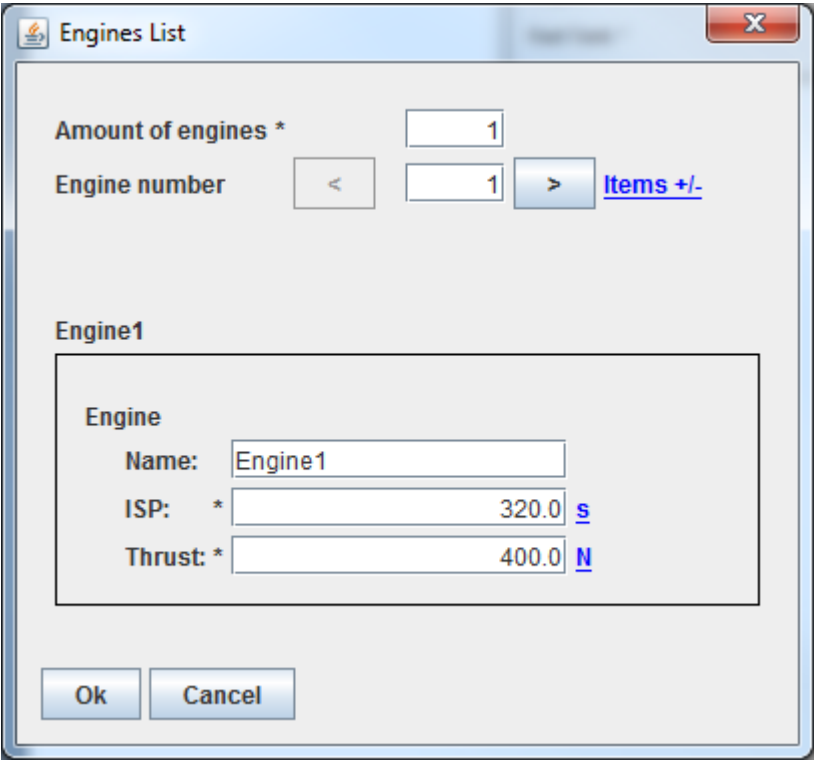 Engines List
Amount of engines * 1
Engine number < 1 > Items +/-
Engine1
Engine
Name: Engine1
ISP: * 320.0 s
Thrust: * 400.0 N
Ok Cancel